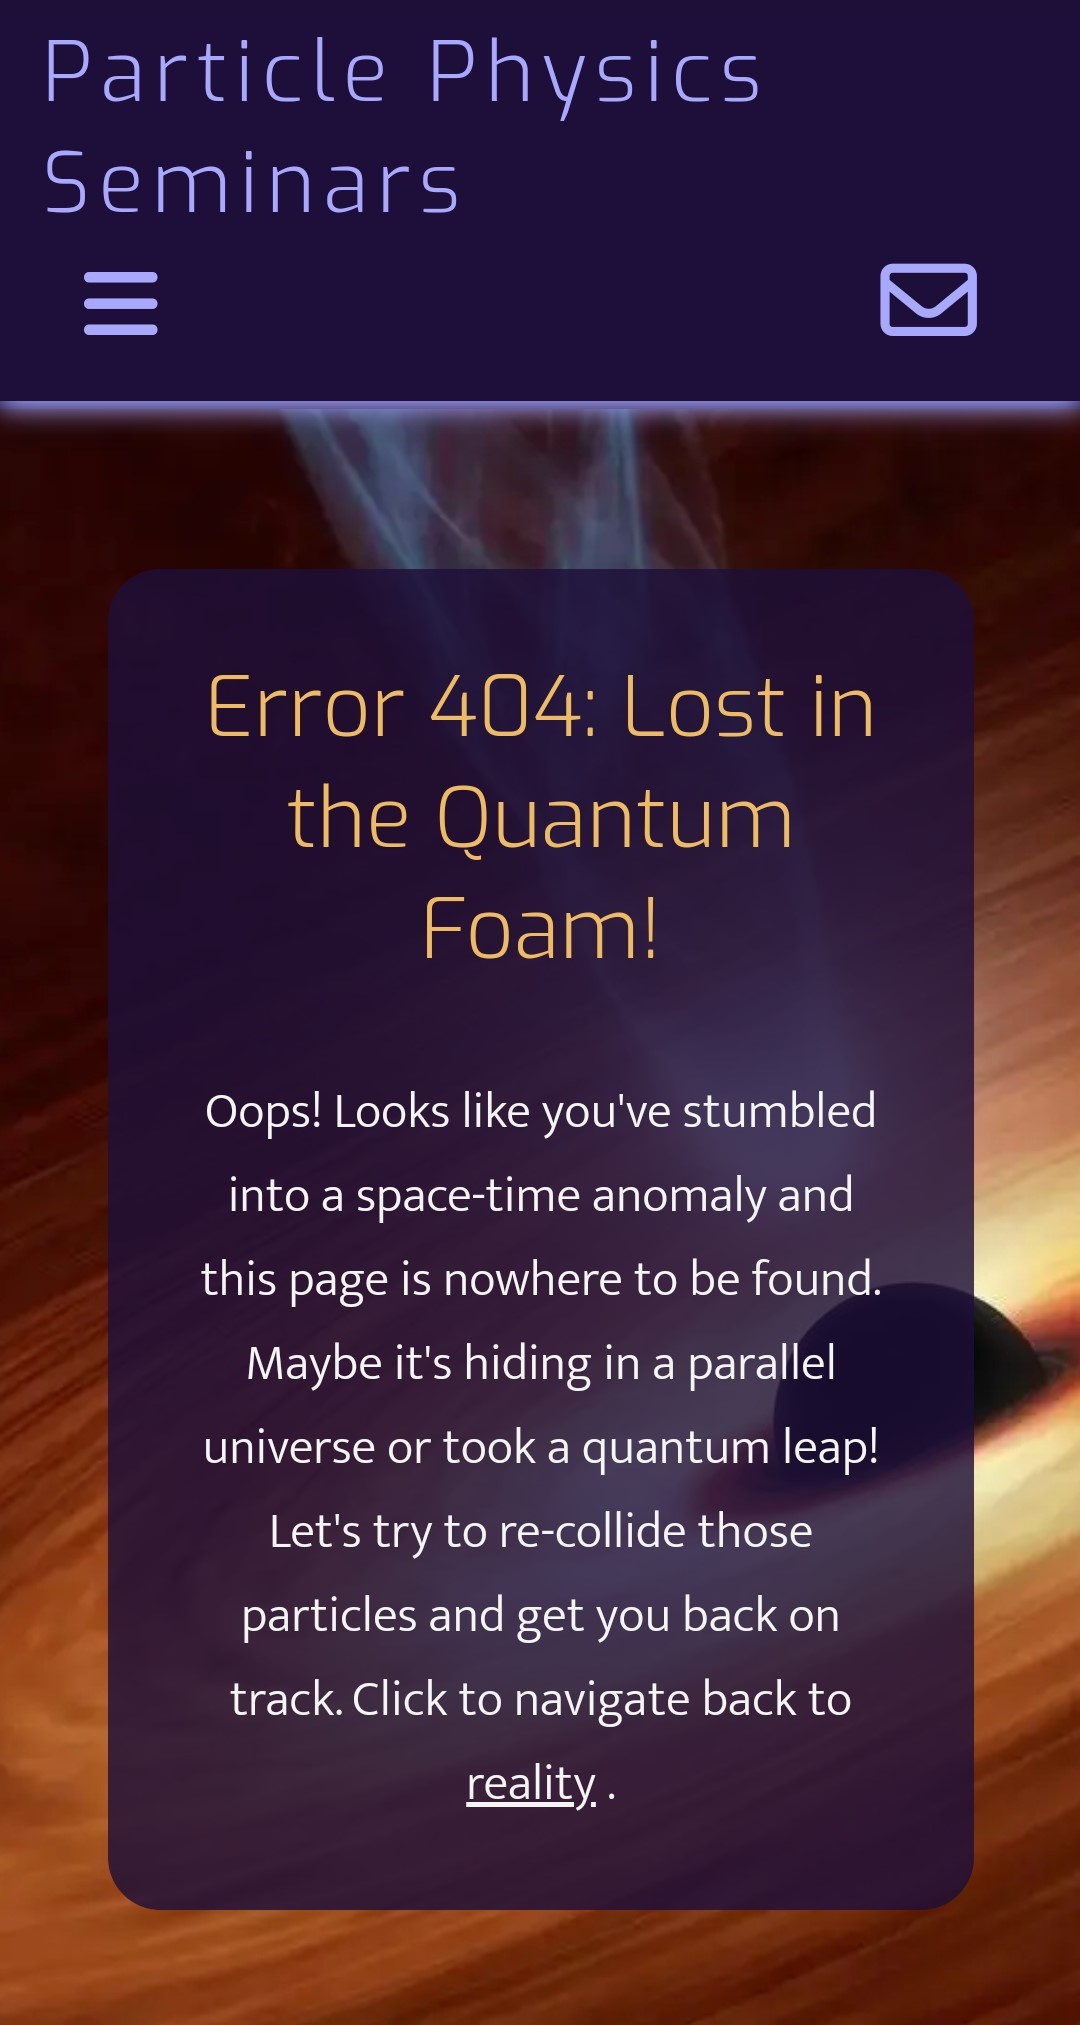 Particle Physics
Seminars
Error 404: Lost in
the Quantum
Foam!
Oops! Looks like you've stumbled
into a space-time anomaly and
this page is nowhere to be found.
Maybe it's hiding in a parallel
universe or took a quantum leap!
Let's try to re-collide those
particles and get you back on
track. Click to navigate back to
reality .